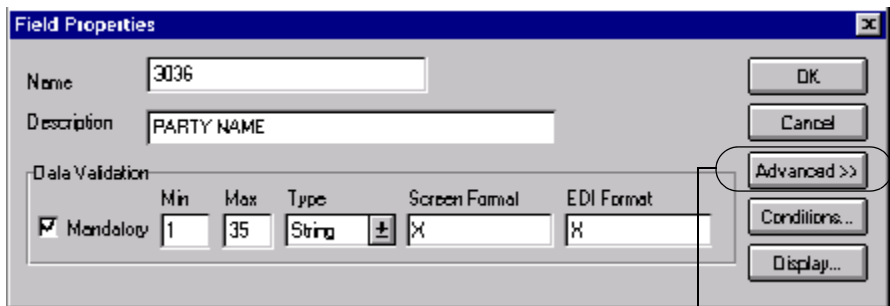 Field Properties
Name 3036 OK
Description PARTY NAME Cancel
Data Validation Advanced >>
Min Max Type Screen Format EDI Format
Mandatory 1 35 String X X Conditions...
Display...